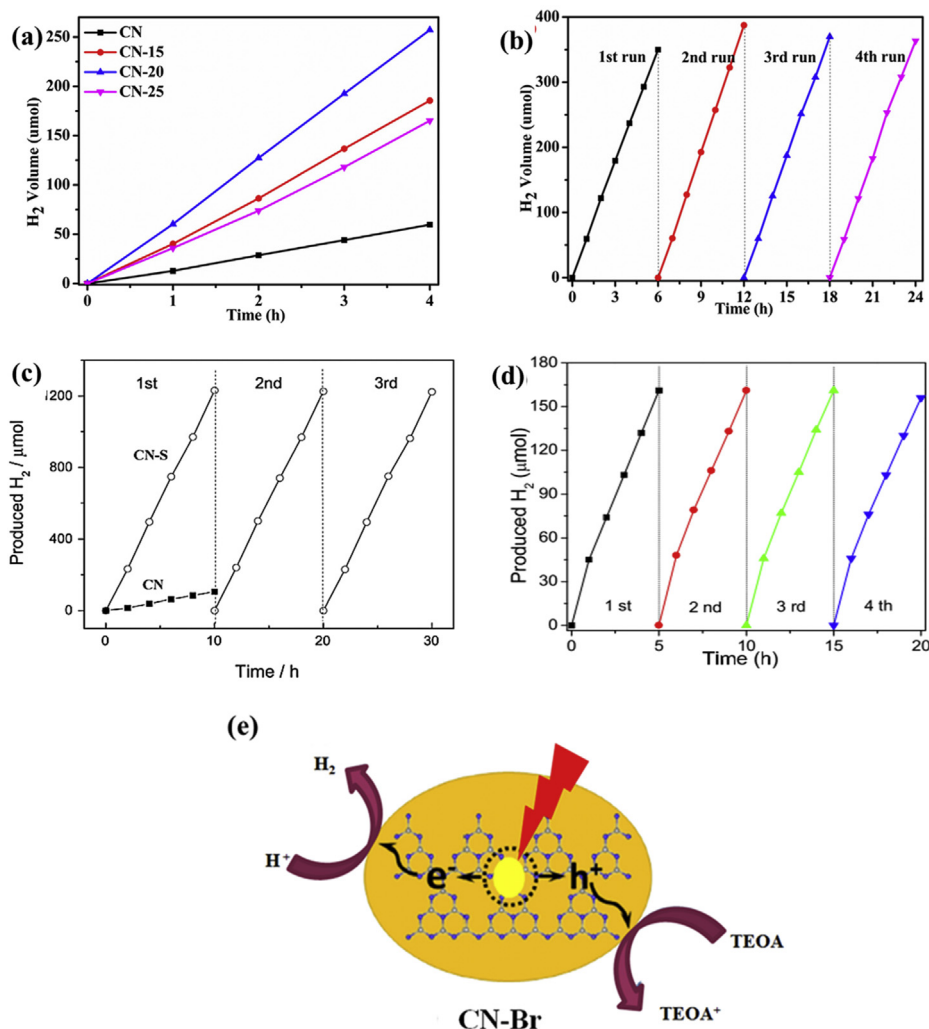 (a)
CN
CN-15
CN-20
CN-25
H2 Volume (umol)
250
200
150
100
50
0
0 1 2 3 4
Time (h)
(b)
1st run 2nd run 3rd run 4th run
H2 Volume (umol)
400
300
200
100
0
0 3 6 9 12 15 18 21 24
Time (h)
(c)
1st 2nd 3rd
CN-S
CN
Produced H2 / μmol
1200
800
400
0
0 10 20 30
Time / h
(d)
Produced H2 (μmol)
180
150
120
90
60
30
0
1 st 2 nd 3 rd 4 th
0 5 10 15 20
Time (h)
(e)
H2
H+
e- h+
TEOA
TEOA+
CN-Br